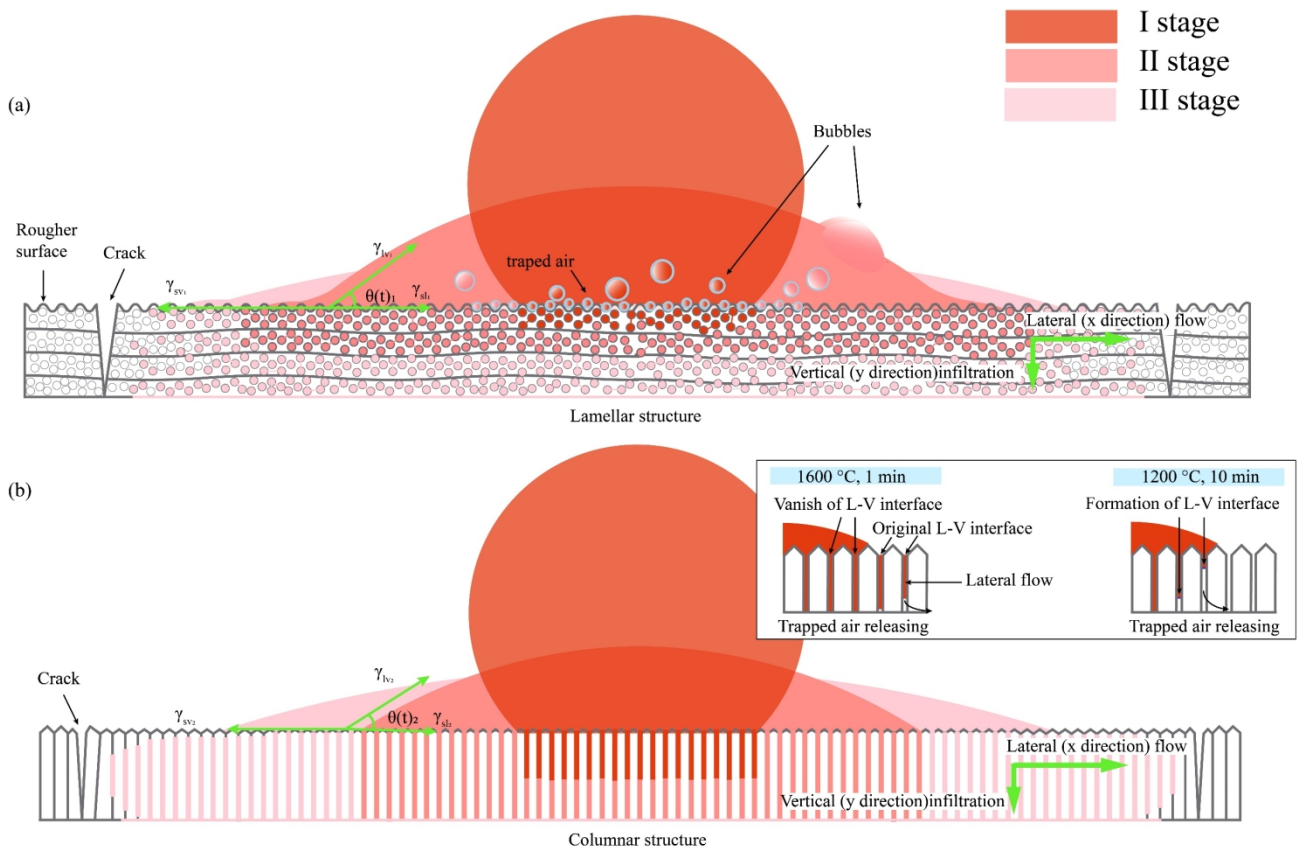 I stage
II stage
III stage
(a)
Bubbles
Rougher
surface
Crack
γlv₁
traped air
γsv₁
θ(t)₁
γsl₁
Lateral (x direction) flow
Vertical (y direction)infiltration
Lamellar structure
(b)
1600 °C, 1 min
1200 °C, 10 min
Vanish of L-V interface
Formation of L-V interface
Original L-V interface
Lateral flow
Trapped air releasing
Trapped air releasing
Crack
γlv₂
γsv₂
θ(t)₂
γsl₂
Lateral (x direction) flow
Vertical (y direction)infiltration
Columnar structure